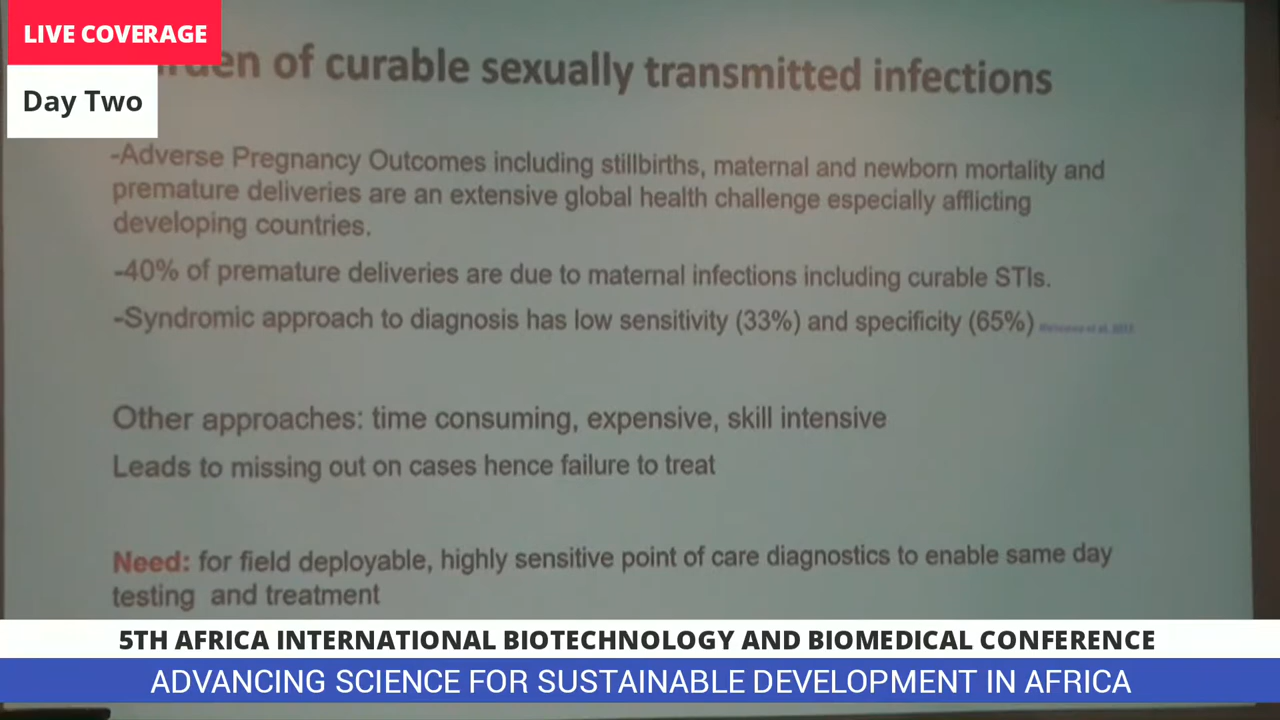 LIVE COVERAGE
Day Two
of curable sexually transmitted infections
-Adverse Pregnancy Outcomes including stillbirths, maternal and newborn mortality and
premature deliveries are an extensive global health challenge especially afflicting
developing countries.
-40% of premature deliveries are due to maternal infections including curable STIs.
-Syndromic approach to diagnosis has low sensitivity (33%) and specificity (65%)
Other approaches: time consuming, expensive, skill intensive
Leads to missing out on cases hence failure to treat
Need: for field deployable, highly sensitive point of care diagnostics to enable same day
testing and treatment
5TH AFRICA INTERNATIONAL BIOTECHNOLOGY AND BIOMEDICAL CONFERENCE
ADVANCING SCIENCE FOR SUSTAINABLE DEVELOPMENT IN AFRICA